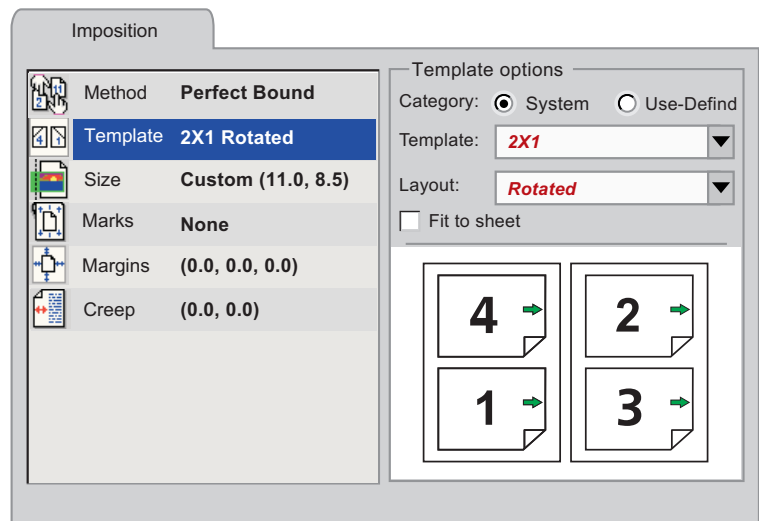 Imposition
Method Perfect Bound
Template 2X1 Rotated
Size Custom (11.0, 8.5)
Marks None
Margins (0.0, 0.0, 0.0)
Creep (0.0, 0.0)
Template options
Category: System Use-Defind
Template: 2X1
Layout: Rotated
Fit to sheet
4 2
1 3